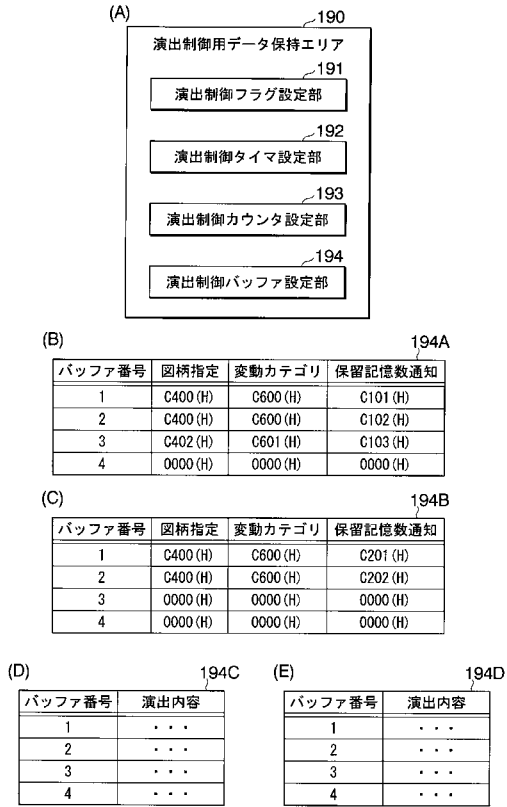 (A)
190
演出制御用データ保持エリア
191
演出制御フラグ設定部
192
演出制御タイマ設定部
193
演出制御カウンタ設定部
194
演出制御バッファ設定部
(B)
194A
バッファ番号 図柄指定 変動カテゴリ 保留記憶数通知
1 C400(H) C600(H) C101(H)
2 C400(H) C600(H) C102(H)
3 C402(H) C601(H) C103(H)
4 0000(H) 0000(H) 0000(H)
(C)
194B
バッファ番号 図柄指定 変動カテゴリ 保留記憶数通知
1 C400(H) C600(H) C201(H)
2 C400(H) C600(H) C202(H)
3 0000(H) 0000(H) 0000(H)
4 0000(H) 0000(H) 0000(H)
(D)
194C
バッファ番号 演出内容
1 ・・・
2 ・・・
3 ・・・
4 ・・・
(E)
194D
バッファ番号 演出内容
1 ・・・
2 ・・・
3 ・・・
4 ・・・